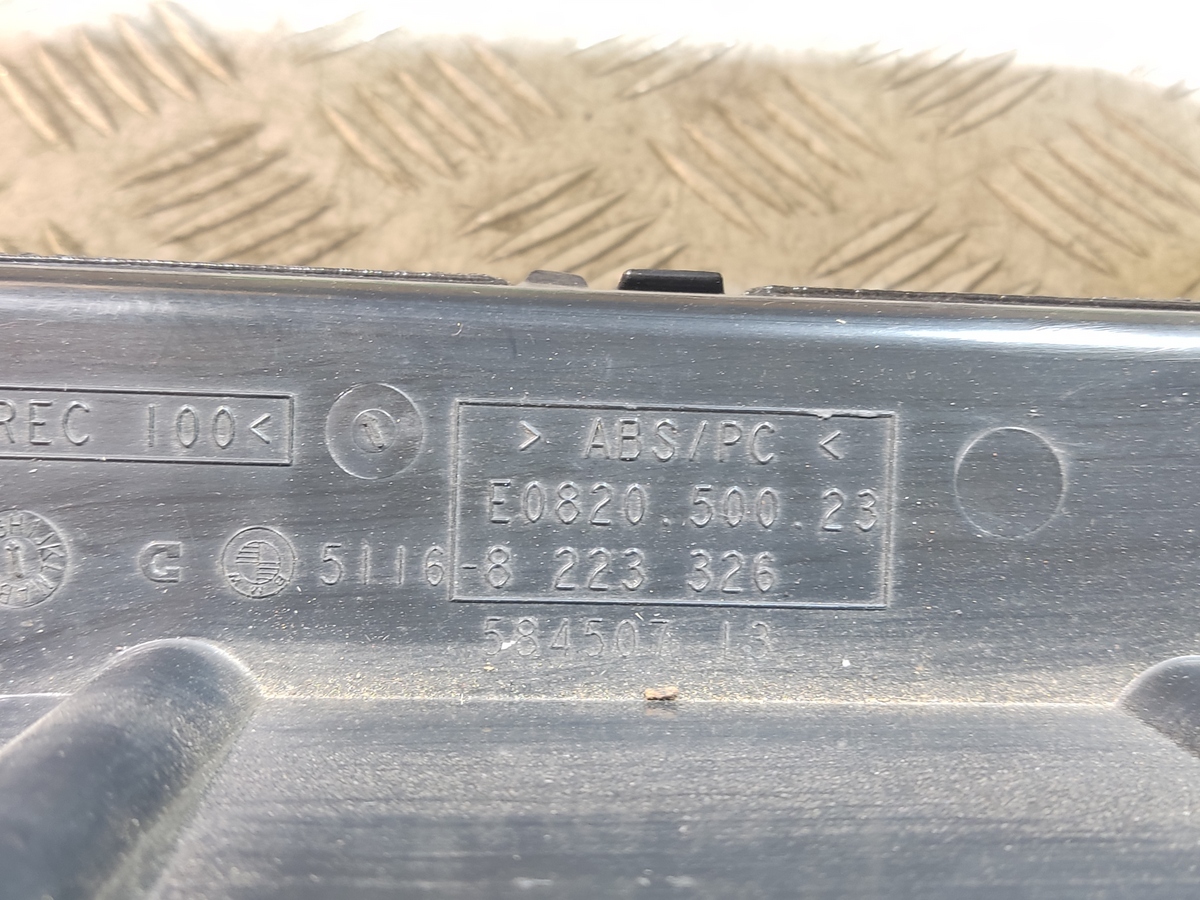 REC 100<
> ABS/PC <
E0820.500.23
5116-8 223 326
584507 13